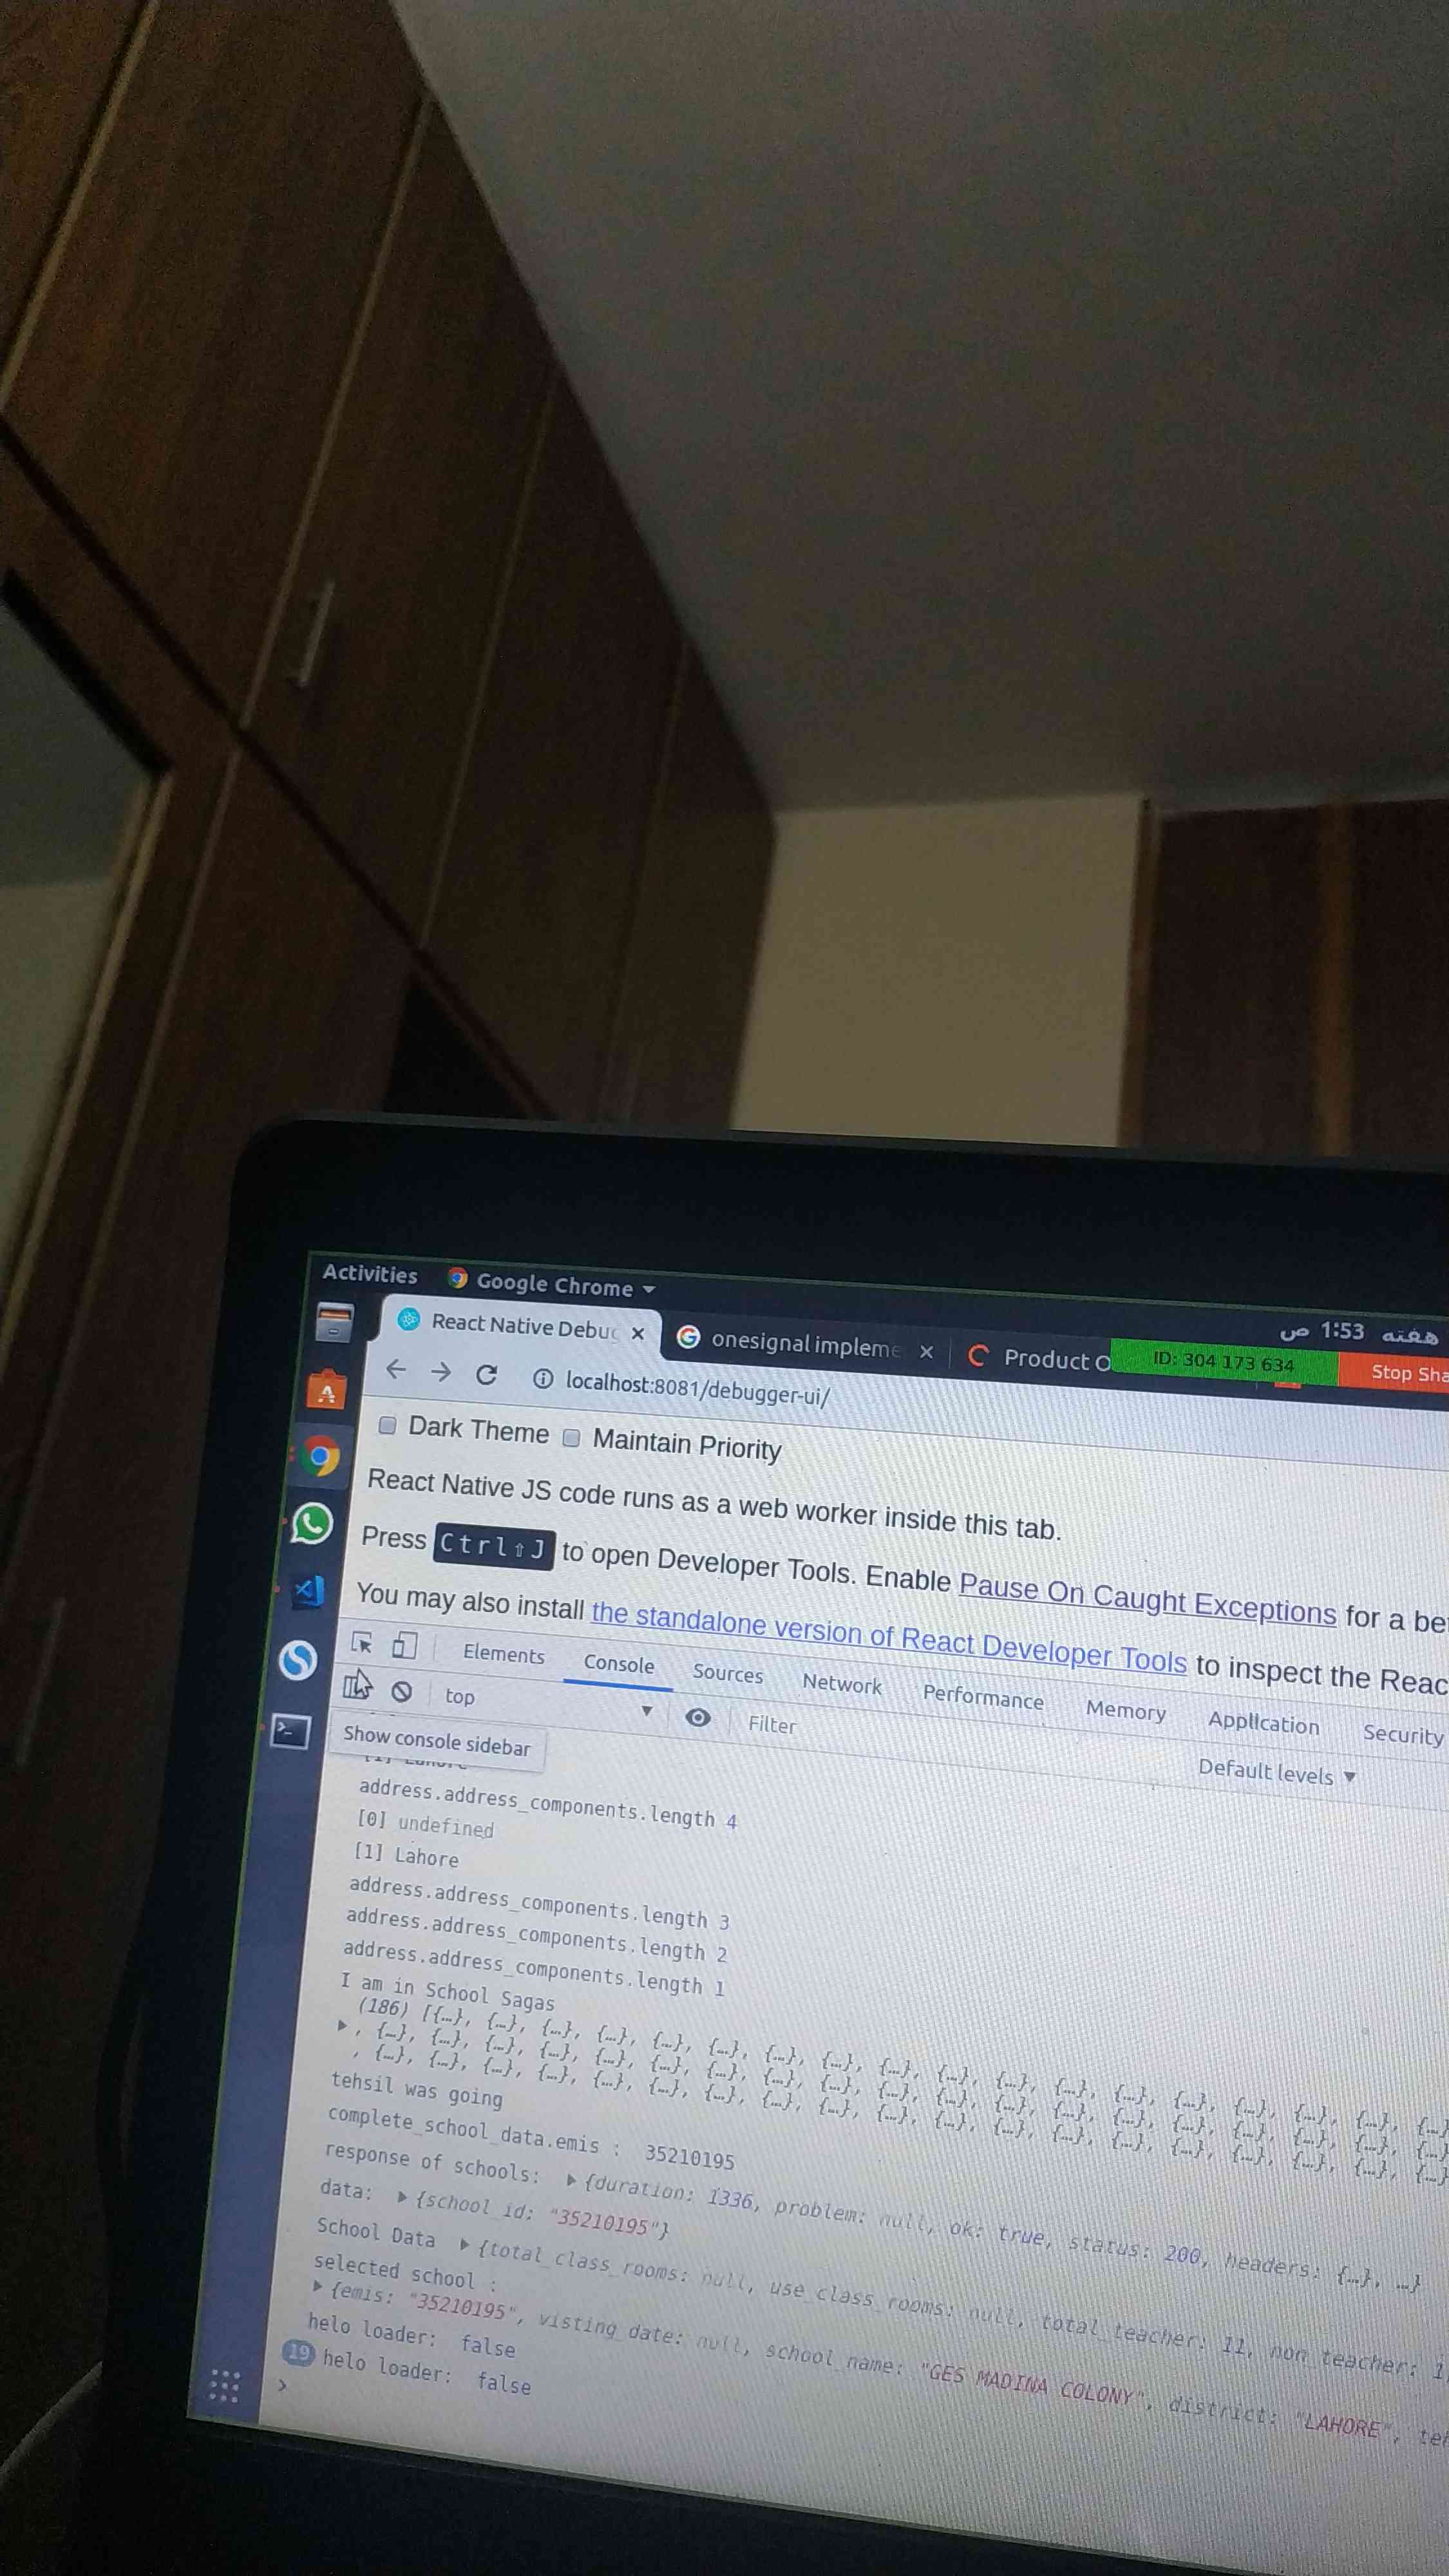 Activities Google Chrome
هفته 1:53 ص
React Native Debug onesignal impleme Product O ID: 304 173 634 Stop Sha
localhost:8081/debugger-ui/
Dark Theme Maintain Priority
React Native JS code runs as a web worker inside this tab.
Press Ctrl⇧J to open Developer Tools. Enable Pause On Caught Exceptions for a be
You may also install the standalone version of React Developer Tools to inspect the Reac
Elements Console Sources Network Performance Memory Application Security
top Filter Default levels
Show console sidebar
[1] Lahore
address.address_components.length 4
[0] undefined
[1] Lahore
address.address_components.length 3
address.address_components.length 2
address.address_components.length 1
I am in School Sagas
(186) [{…}, {…}, {…}, {…}, {…}, {…}, {…}, {…}, {…}, {…}, {…}, {…}, {…}, {…}, {…}, {…}, {…}, {…}
, {…}, {…}, {…}, {…}, {…}, {…}, {…}, {…}, {…}, {…}, {…}, {…}, {…}, {…}, {…}, {…}, {…}, {…}, {…}
, {…}, {…}, {…}, {…}, {…}, {…}, {…}, {…}, {…}, {…}, {…}, {…}, {…}, {…}, {…}, {…}, {…}, {…}, {…}
tehsil was going
complete_school_data.emis : 35210195
response of schools: {duration: 1336, problem: null, ok: true, status: 200, headers: {…}, …}
data: {school_id: "35210195"}
School Data {total_class_rooms: null, use_class_rooms: null, total_teacher: 11, non_teacher: 1,
selected school :
{emis: "35210195", visting_date: null, school_name: "GES MADINA COLONY", district: "LAHORE", teh
helo loader: false
19 helo loader: false